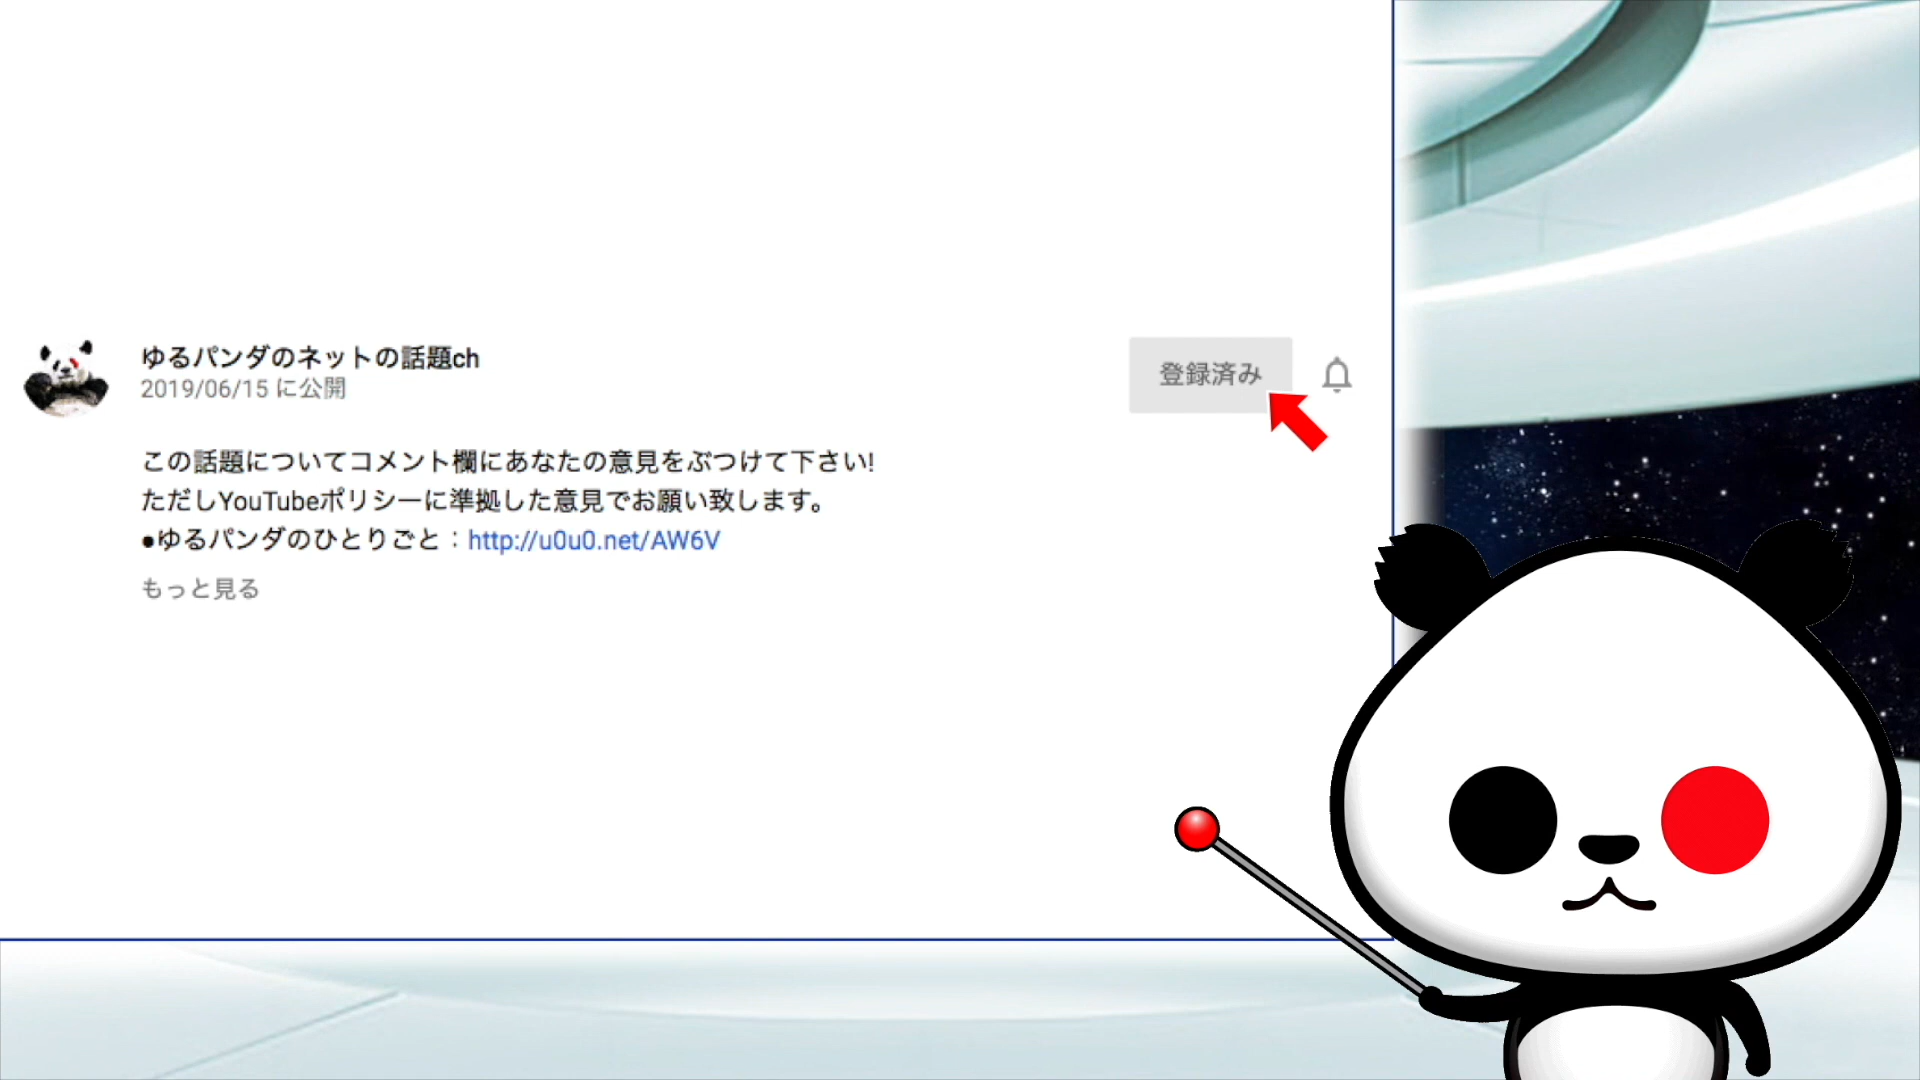 ゆるパンダのネットの話題ch
2019/06/15 に公開
登録済み
この話題についてコメント欄にあなたの意見をぶつけて下さい!
ただしYouTubeポリシーに準拠した意見でお願い致します。
●ゆるパンダのひとりごと：http://u0u0.net/AW6V
もっと見る